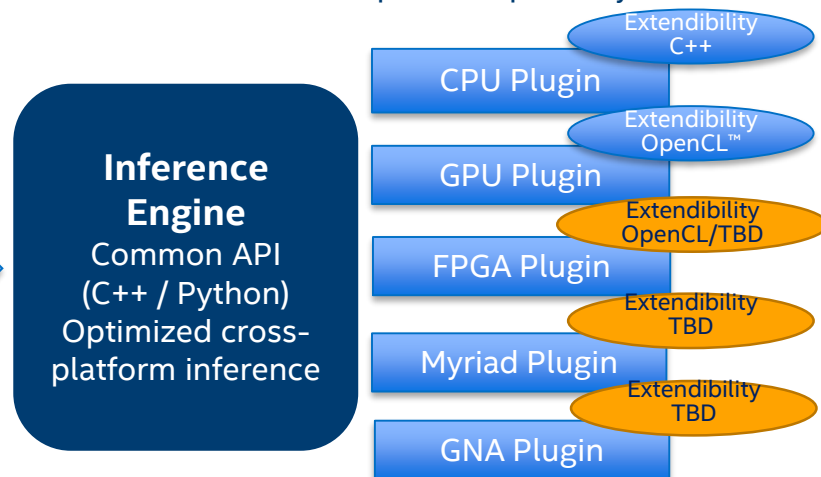 Extendibility
C++
CPU Plugin
Extendibility
OpenCL™
GPU Plugin
Extendibility
OpenCL/TBD
FPGA Plugin
Extendibility
TBD
Myriad Plugin
Extendibility
TBD
GNA Plugin
Inference
Engine
Common API
(C++ / Python)
Optimized cross-
platform inference